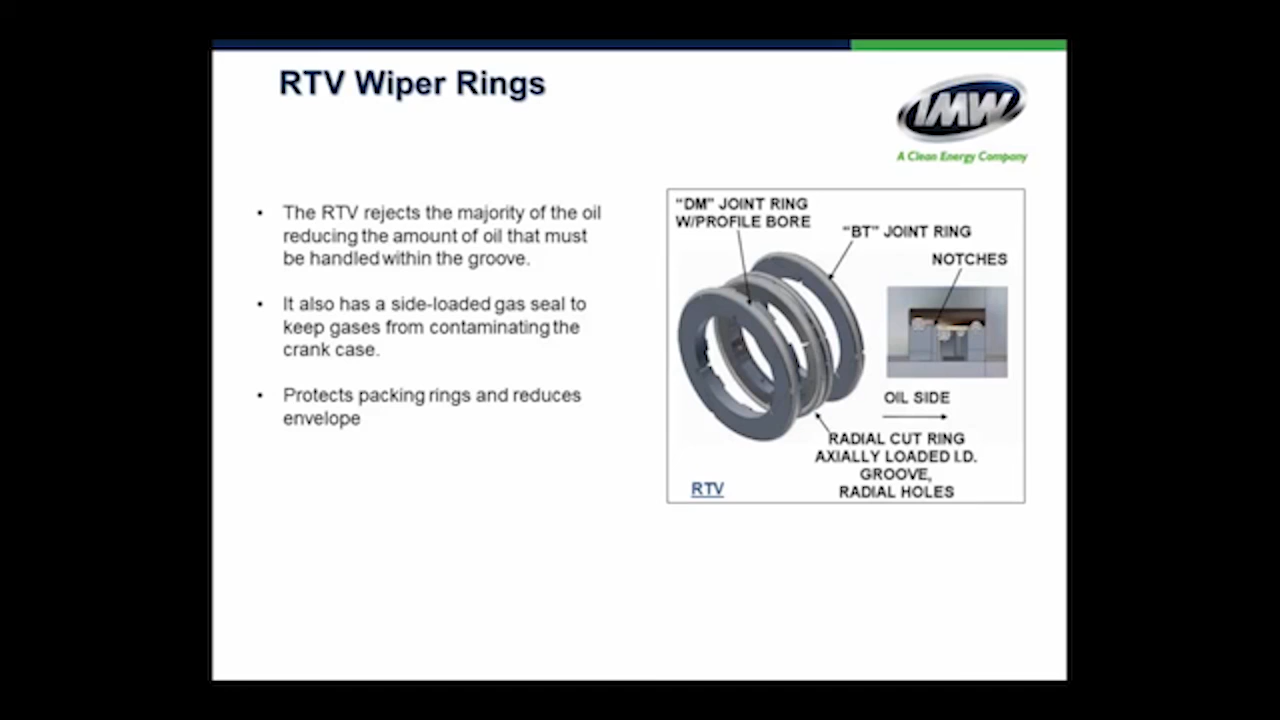 RTV Wiper Rings
IMW
A Clean Energy Company
• The RTV rejects the majority of the oil
reducing the amount of oil that must
be handled within the groove.
• It also has a side-loaded gas seal to
keep gases from contaminating the
crank case.
• Protects packing rings and reduces
envelope
“DM” JOINT RING
W/PROFILE BORE
“BT” JOINT RING
NOTCHES
OIL SIDE
RADIAL CUT RING
AXIALLY LOADED I.D.
GROOVE,
RADIAL HOLES
RTV